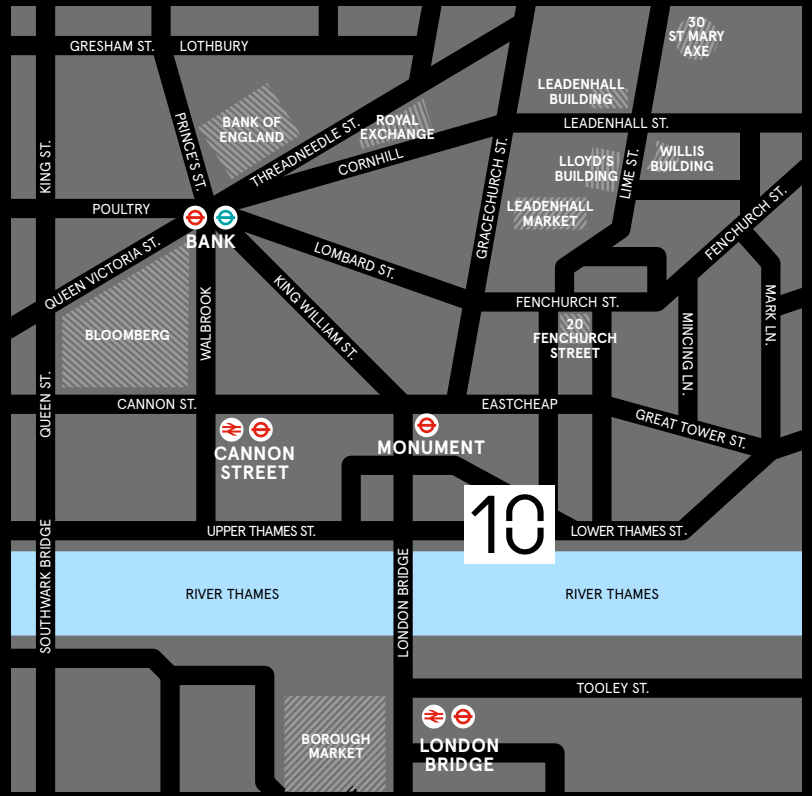 30
ST MARY
AXE
GRESHAM ST.
LOTHBURY
LEADENHALL
BUILDING
PRINCE'S ST.
BANK OF
ENGLAND
ROYAL
EXCHANGE
THREADNEEDLE ST.
CORNHILL
LEADENHALL ST.
KING ST.
GRACECHURCH ST.
LLOYD'S
BUILDING
LIME ST.
WILLIS
BUILDING
POULTRY
LEADENHALL
MARKET
BANK
FENCHURCH ST.
QUEEN VICTORIA ST.
LOMBARD ST.
KING WILLIAM ST.
WALBROOK
FENCHURCH ST.
MARK LN.
BLOOMBERG
20
FENCHURCH
STREET
MINCING LN.
QUEEN ST.
CANNON ST.
EASTCHEAP
GREAT TOWER ST.
CANNON
STREET
MONUMENT
10
UPPER THAMES ST.
LOWER THAMES ST.
SOUTHWARK BRIDGE
RIVER THAMES
LONDON BRIDGE
RIVER THAMES
TOOLEY ST.
BOROUGH
MARKET
LONDON
BRIDGE